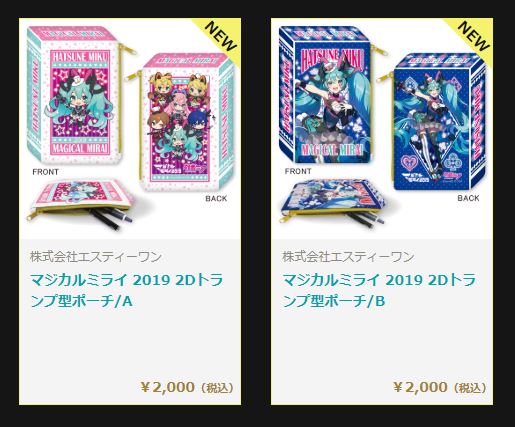 NEW
HATSUNE MIKU
MAGICAL MIRAI
FRONT
BACK
株式会社エスティーワン
マジカルミライ 2019 2Dトラ
ンプ型ポーチ/A
¥2,000（税込）
NEW
HATSUNE MIKU
MAGICAL MIRAI
FRONT
BACK
株式会社エスティーワン
マジカルミライ 2019 2Dトラ
ンプ型ポーチ/B
¥2,000（税込）